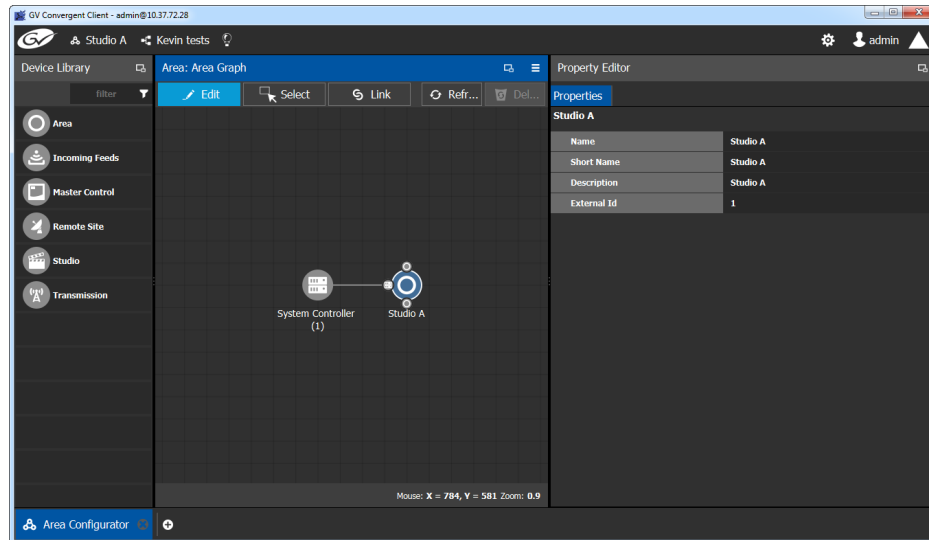 GV Convergent Client - admin@10.37.72.28
GV Studio A Kevin tests admin
Device Library
Area: Area Graph
Property Editor
filter
Edit Select Link Refr... Del...
Properties
Studio A
Area
Incoming Feeds
Master Control
Remote Site
Studio
Transmission
Name Studio A
Short Name Studio A
Description Studio A
External Id 1
System Controller
(1)
Studio A
Mouse: X = 784, Y = 581 Zoom: 0.9
Area Configurator